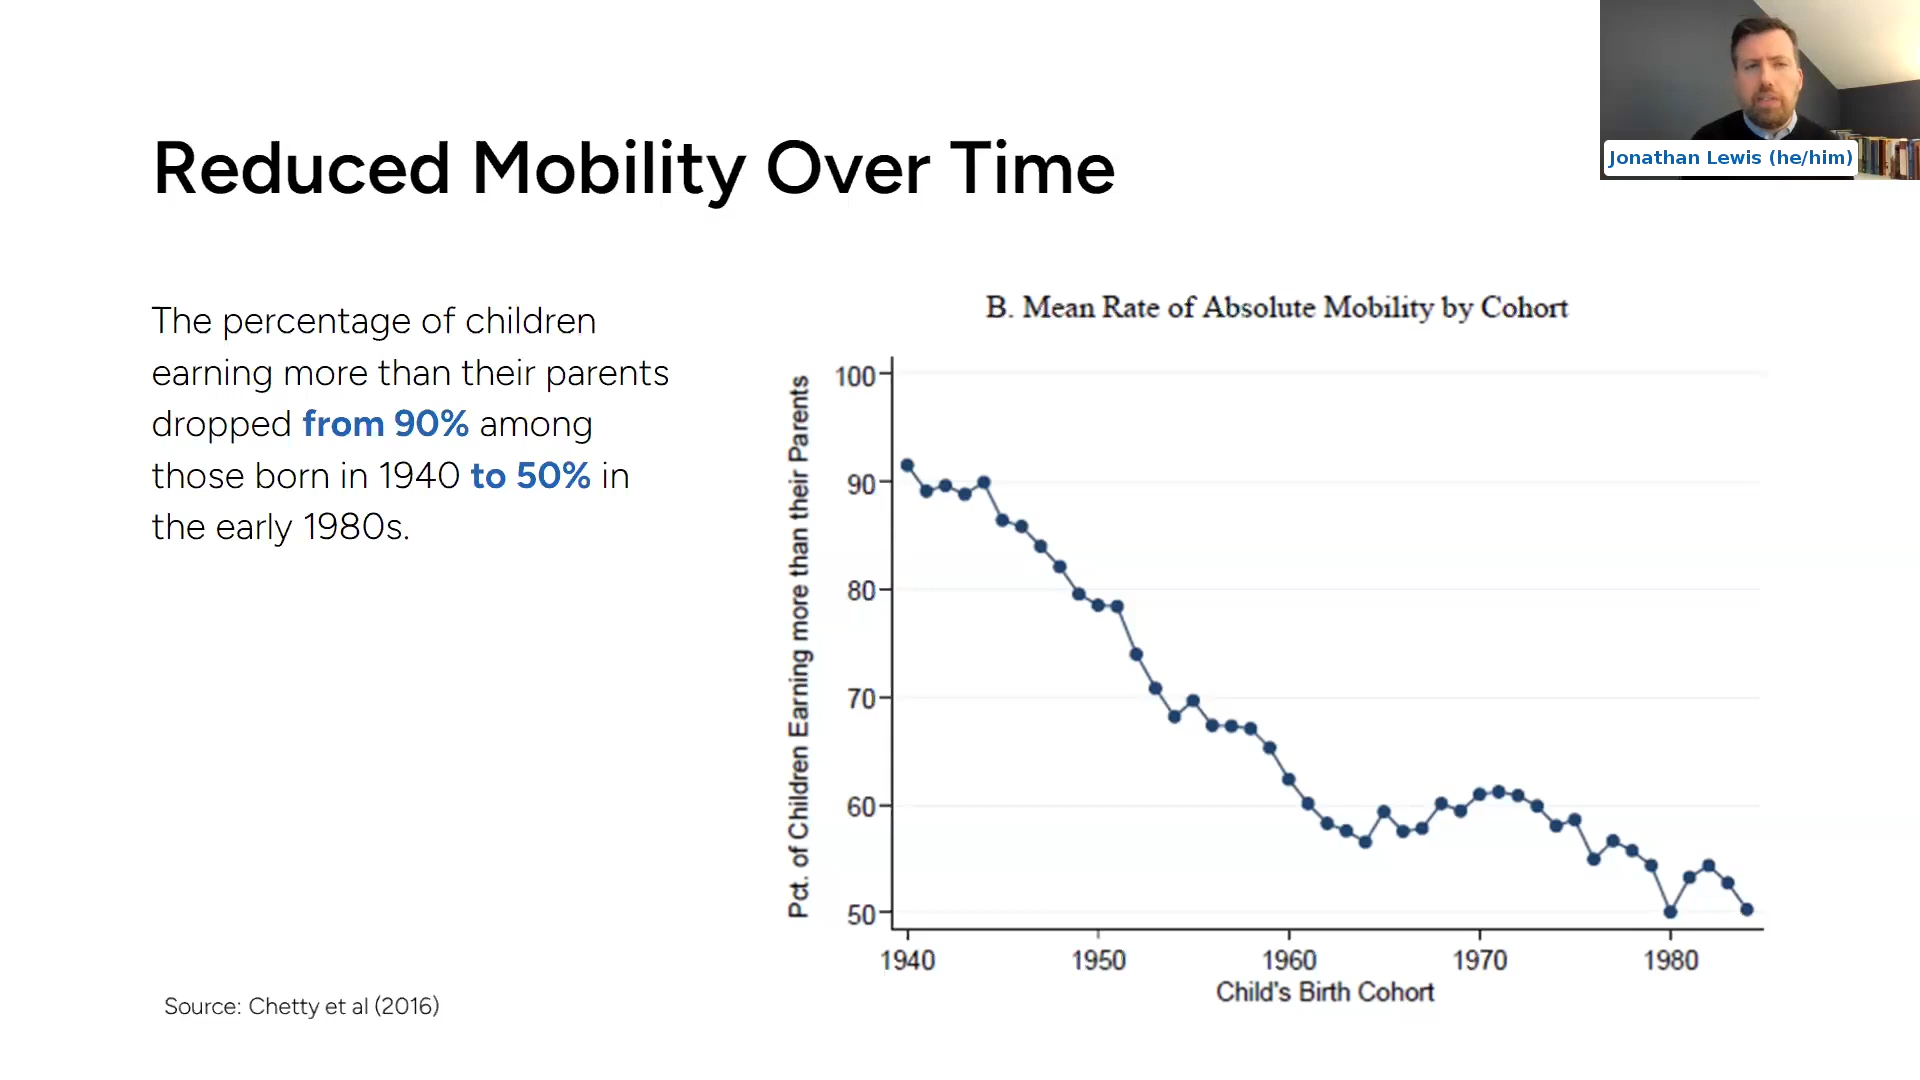 Jonathan Lewis (he/him)
Reduced Mobility Over Time
The percentage of children
earning more than their parents
dropped from 90% among
those born in 1940 to 50% in
the early 1980s.
B. Mean Rate of Absolute Mobility by Cohort
Pct. of Children Earning more than their Parents
100
90
80
70
60
50
1940 1950 1960 1970 1980
Child's Birth Cohort
Source: Chetty et al (2016)